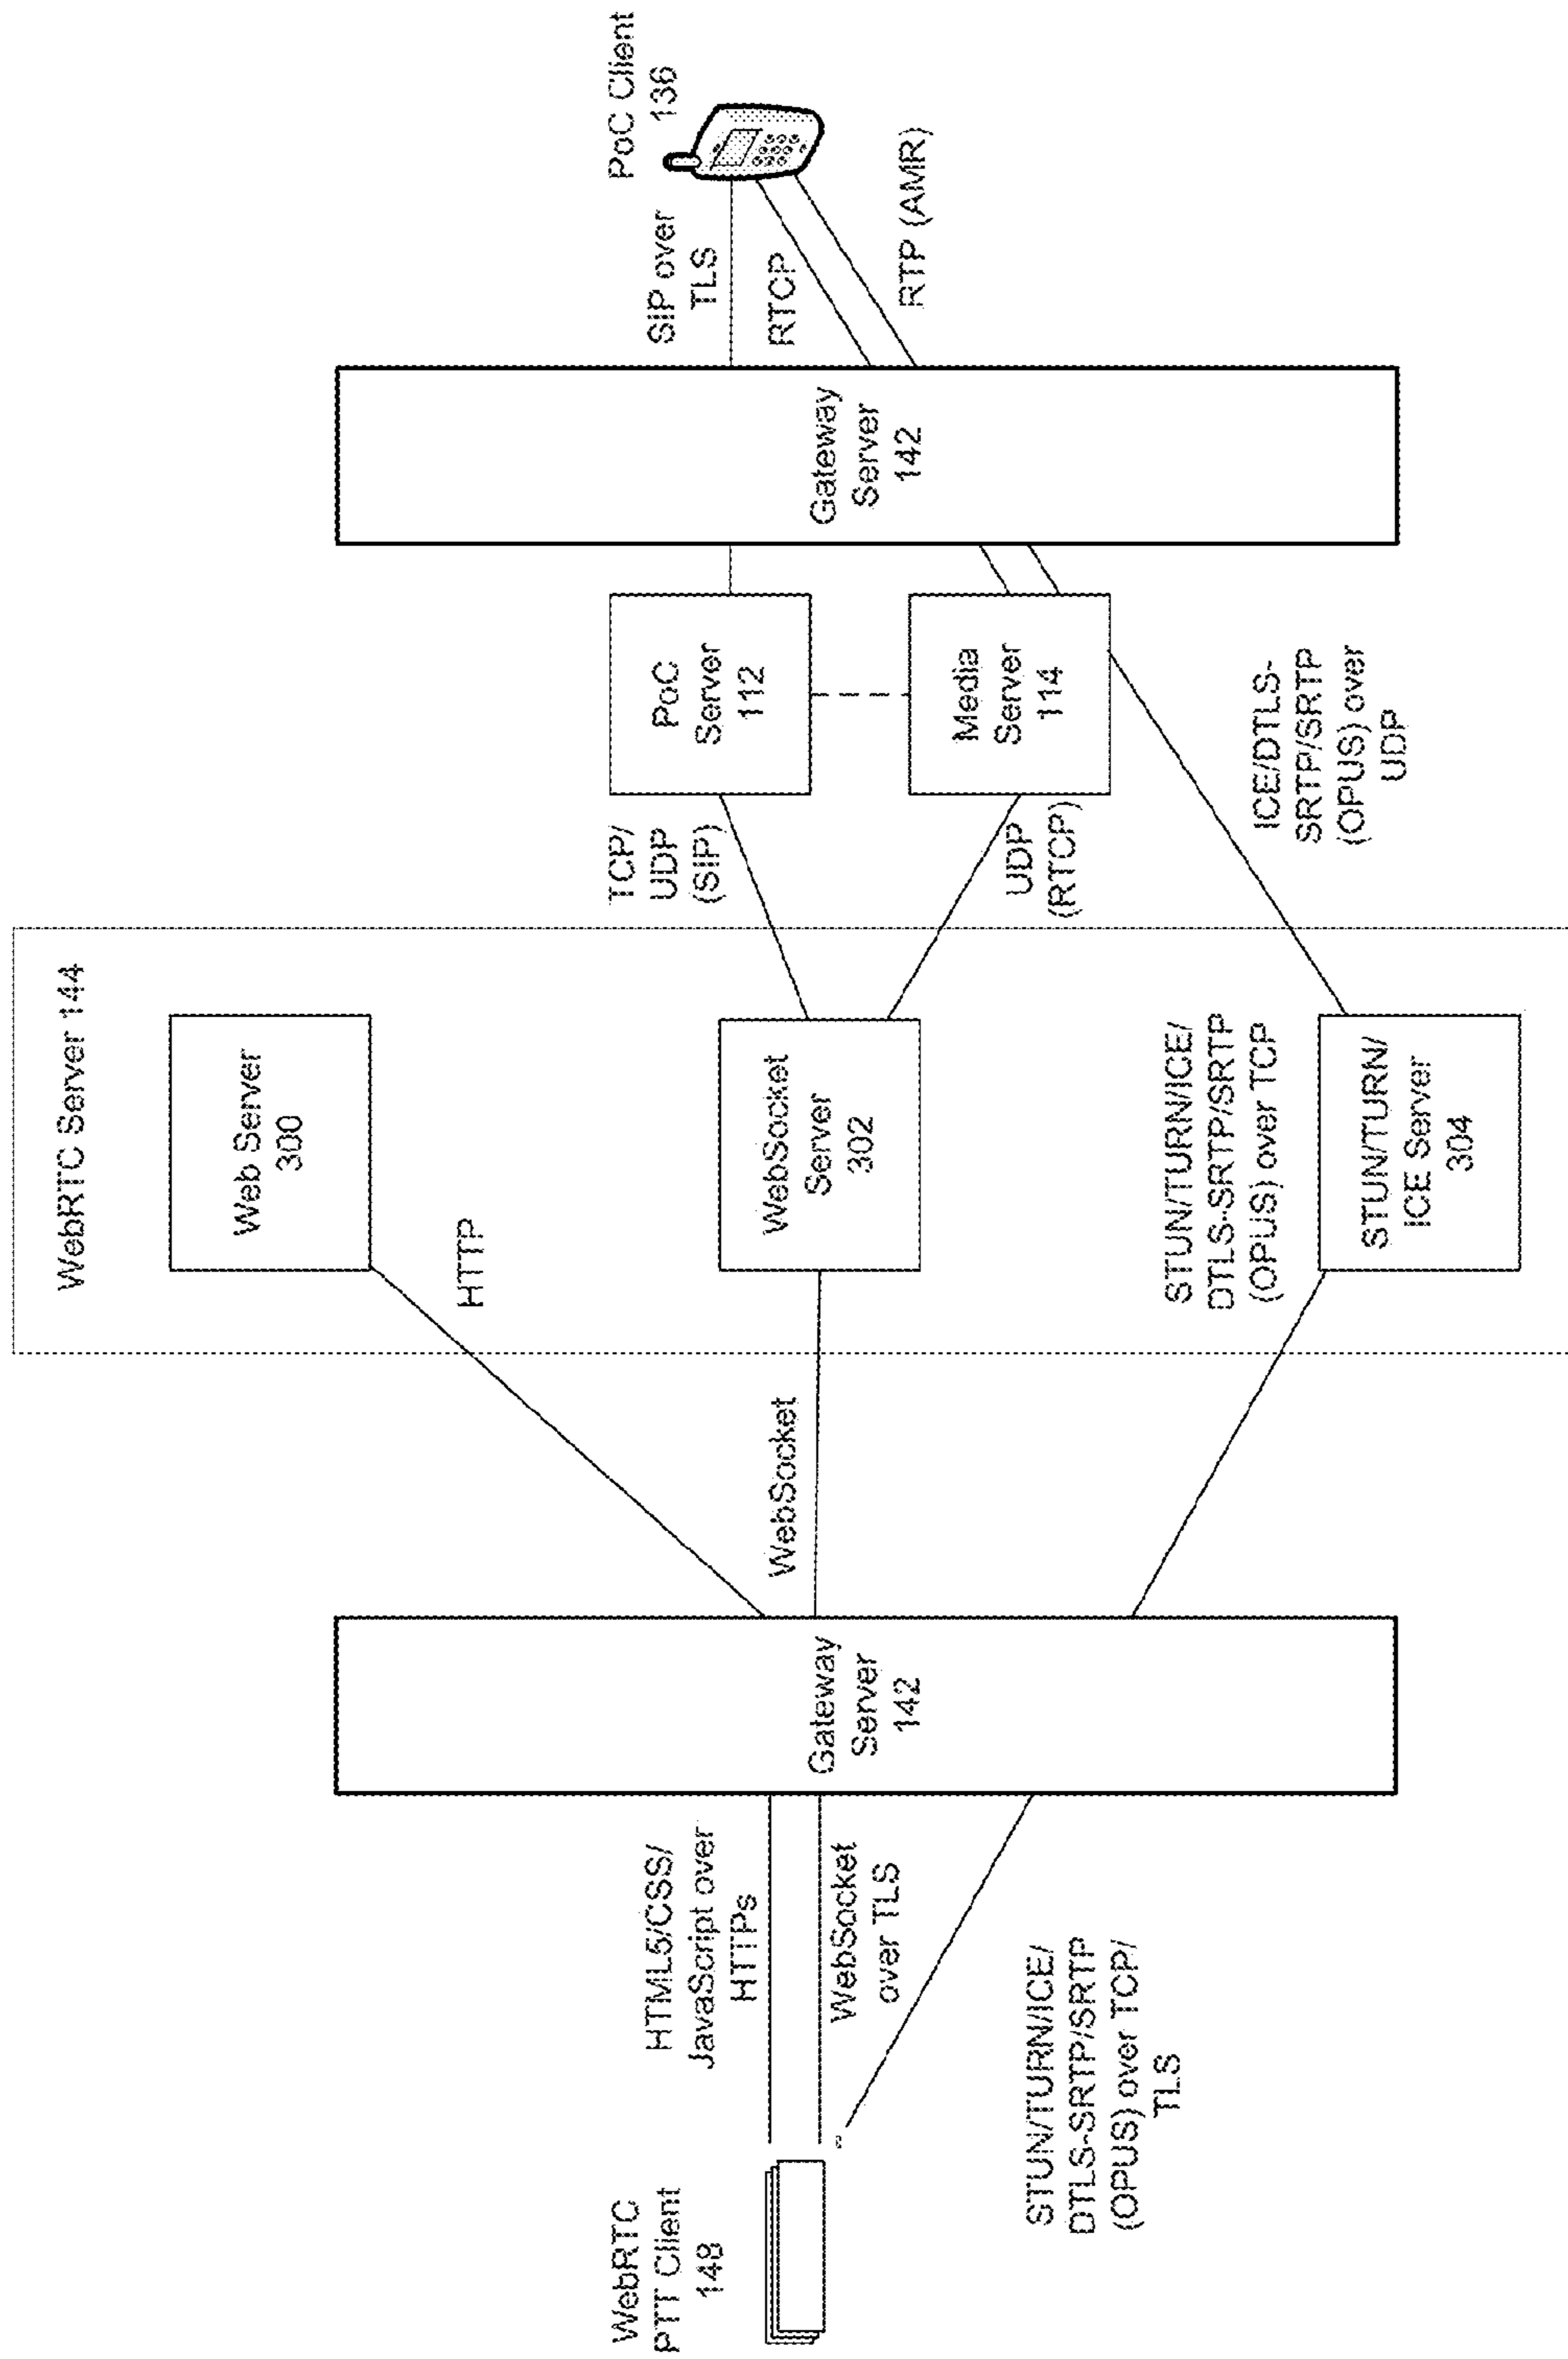 WebRTC
PTT Client
148
HTML5/CSS/
JavaScript over
HTTPs
WebSocket
over TLS
STUN/TURN/ICE/
DTLS-SRTP/SRTP
(OPUS) over TCP/
TLS
Gateway
Server
142
WebRTC Server 144
HTTP
WebSocket
Web Server
300
WebSocket
Server
302
STUN/TURN/ICE/
DTLS-SRTP/SRTP
(OPUS) over TCP
STUN/TURN/
ICE Server
304
TCP/
UDP
(SIP)
UDP
(RTCP)
ICE/DTLS-
SRTP/SRTP
(OPUS) over
UDP
PoC
Server
112
Media
Server
114
Gateway
Server
142
SIP over
TLS
RTCP
RTP (AMR)
PoC Client
136